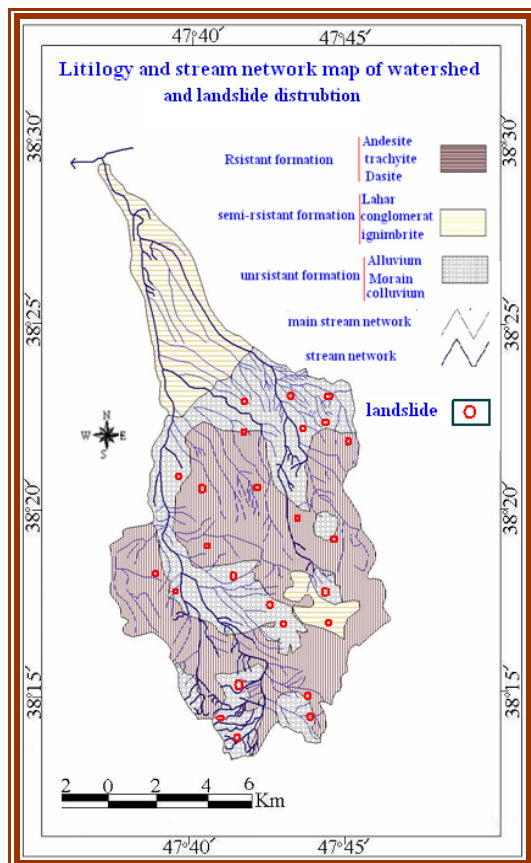 47°40′ 47°45′
Litilogy and stream network map of watershed
and landslide distrubtion
38°30′ 38°30′
Andesite
Rsistant formation trachyite
Dasite
Lahar
semi-rsistant formation conglomerat
ignimbrite
Alluvium
unrsistant formation Morain
colluvium
38°25′ 38°25′
main stream network
stream network
landslide
N
W E
S
38°20′ 38°20′
38°15′ 38°15′
2 0 2 4 6
Km
47°40′ 47°45′